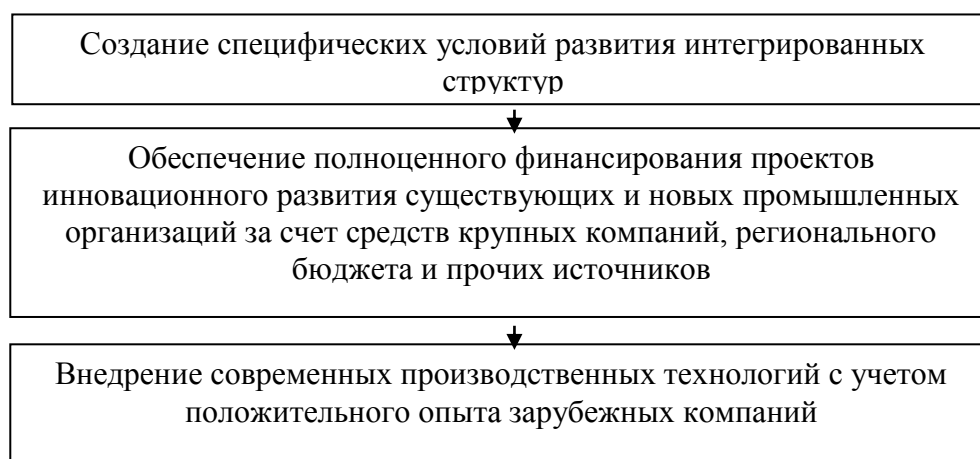 Создание специфических условий развития интегрированных
структур
Обеспечение полноценного финансирования проектов
инновационного развития существующих и новых промышленных
организаций за счет средств крупных компаний, регионального
бюджета и прочих источников
Внедрение современных производственных технологий с учетом
положительного опыта зарубежных компаний